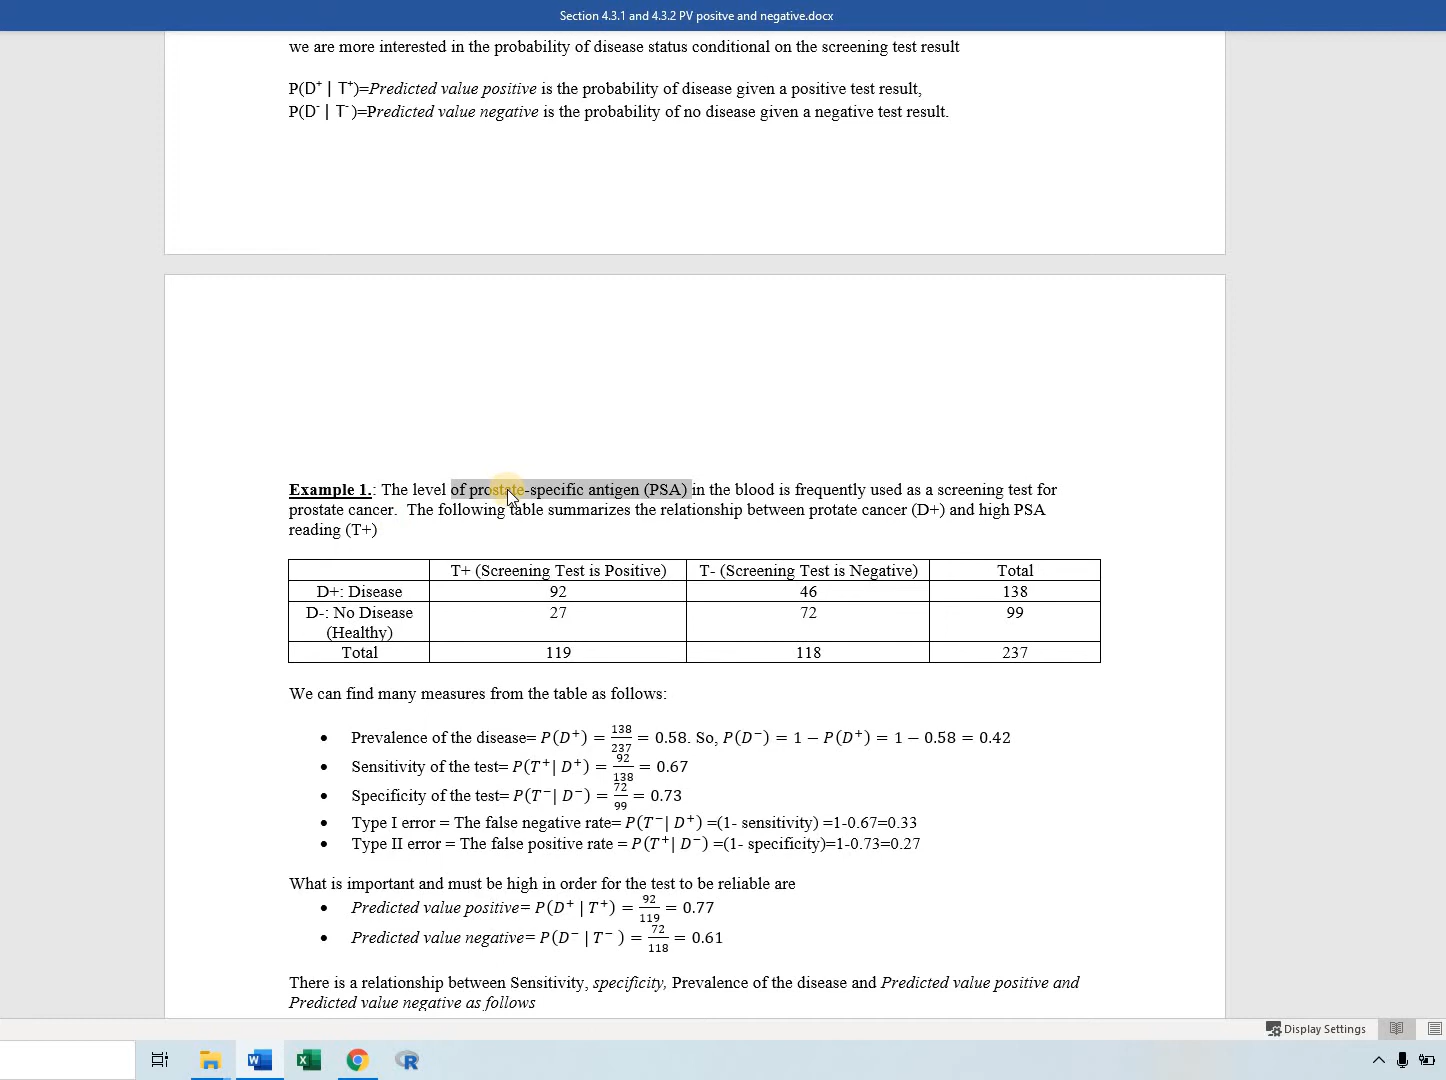 Section 4.3.1 and 4.3.2 PV positve and negative.docx
we are more interested in the probability of disease status conditional on the screening test result
P(D⁺ | T⁺)=Predicted value positive is the probability of disease given a positive test result,
P(D⁻ | T⁻)=Predicted value negative is the probability of no disease given a negative test result.
Example 1.: The level of prostate-specific antigen (PSA) in the blood is frequently used as a screening test for
prostate cancer. The following table summarizes the relationship between protate cancer (D+) and high PSA
reading (T+)
T+ (Screening Test is Positive) T- (Screening Test is Negative) Total
D+: Disease 92 46 138
D-: No Disease 27 72 99
(Healthy)
Total 119 118 237
We can find many measures from the table as follows:
• Prevalence of the disease= P(D⁺) = 138/237 = 0.58. So, P(D⁻) = 1 − P(D⁺) = 1 − 0.58 = 0.42
• Sensitivity of the test= P(T⁺| D⁺) = 92/138 = 0.67
• Specificity of the test= P(T⁻| D⁻) = 72/99 = 0.73
• Type I error = The false negative rate= P(T⁻| D⁺) =(1- sensitivity) =1-0.67=0.33
• Type II error = The false positive rate = P(T⁺| D⁻) =(1- specificity)=1-0.73=0.27
What is important and must be high in order for the test to be reliable are
• Predicted value positive= P(D⁺ | T⁺) = 92/119 = 0.77
• Predicted value negative= P(D⁻ | T⁻ ) = 72/118 = 0.61
There is a relationship between Sensitivity, specificity, Prevalence of the disease and Predicted value positive and
Predicted value negative as follows
Display Settings